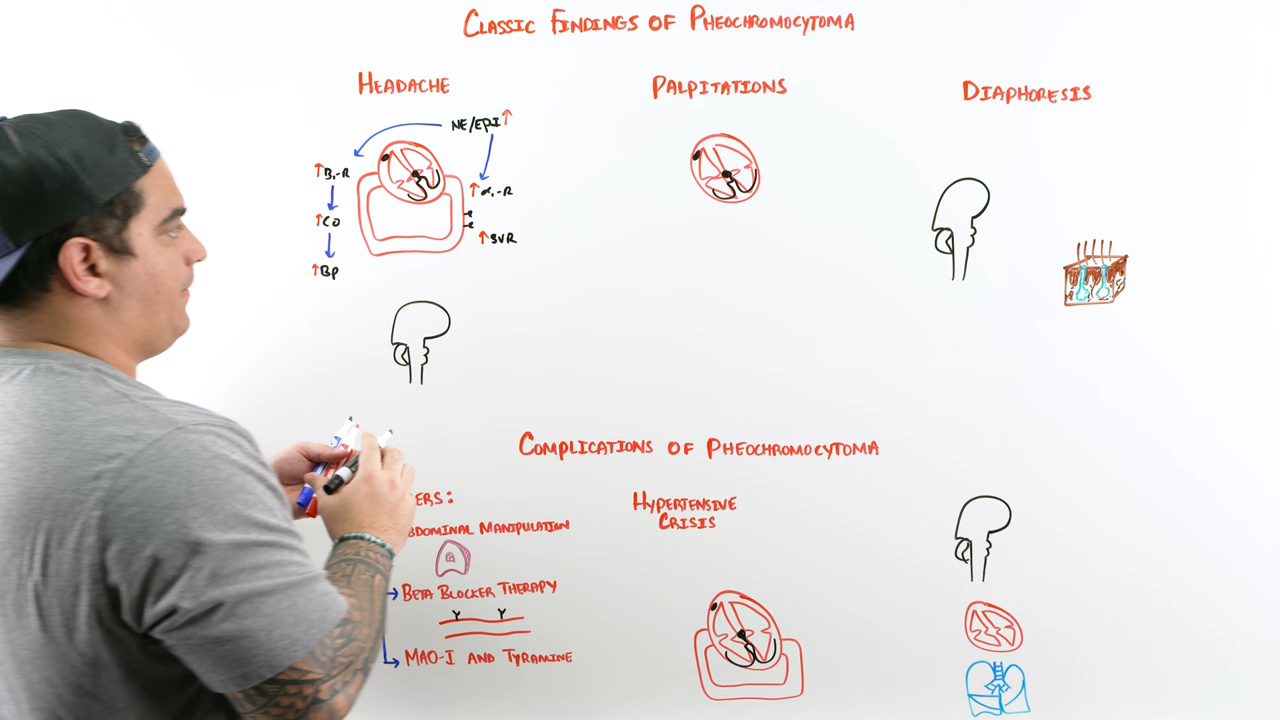 CLASSIC FINDINGS OF PHEOCHROMOCYTOMA
HEADACHE
PALPITATIONS
DIAPHORESIS
NE/EPI↑
↑β₁-R
↑α₁-R
↑CO
↑SVR
↑BP
COMPLICATIONS OF PHEOCHROMOCYTOMA
ERS:
BDOMINAL MANIPULATION
→BETA BLOCKER THERAPY
→MAO-I AND TYRAMINE
HYPERTENSIVE
CRISIS